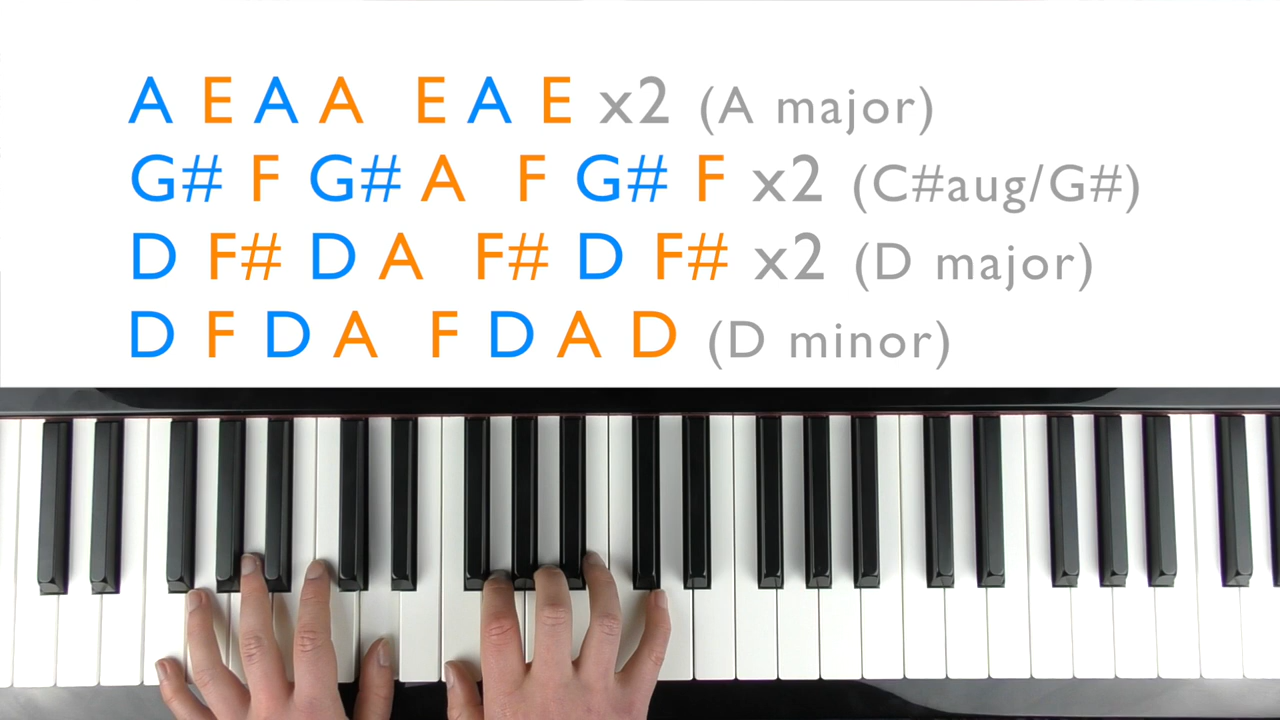 A E A A E A E x2 (A major)
G# F G# A F G# F x2 (C#aug/G#)
D F# D A F# D F# x2 (D major)
D F D A F D A D (D minor)